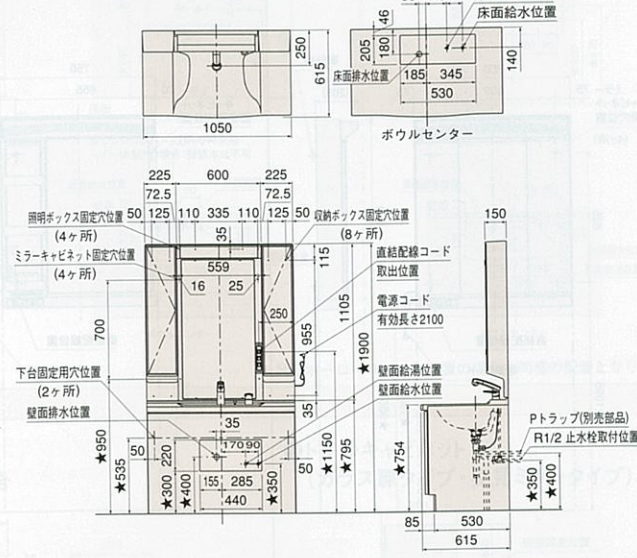 46
床面給水位置
250
615
205
180
140
床面排水位置
185
345
530
1050
ボウルセンター
225
600
225
72.5
72.5
50
125
110
335
110
125
50
照明ボックス固定穴位置
(4ヶ所)
収納ボックス固定穴位置
(8ヶ所)
35
150
ミラーキャビネット固定穴位置
(4ヶ所)
559
115
直結配線コード
取出位置
16
25
電源コード
有効長さ2100
250
700
955
1105
★1900
下台固定用穴位置
(2ヶ所)
壁面排水位置
壁面給湯位置
壁面給水位置
35
35
Pトラップ(別売部品)
R1/2 止水栓取付位置
170
90
★950
★535
50
220
★300
★400
155
285
440
★350
50
★1150
★795
★754
★350
★400
85
530
615